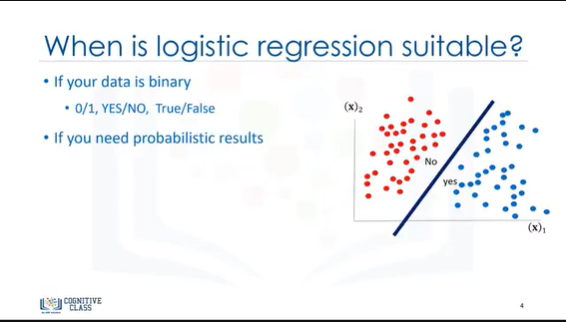 When is logistic regression suitable?
• If your data is binary
• 0/1, YES/NO, True/False
• If you need probabilistic results
(x)₂
No
yes
(x)₁
COGNITIVE
CLASS
4